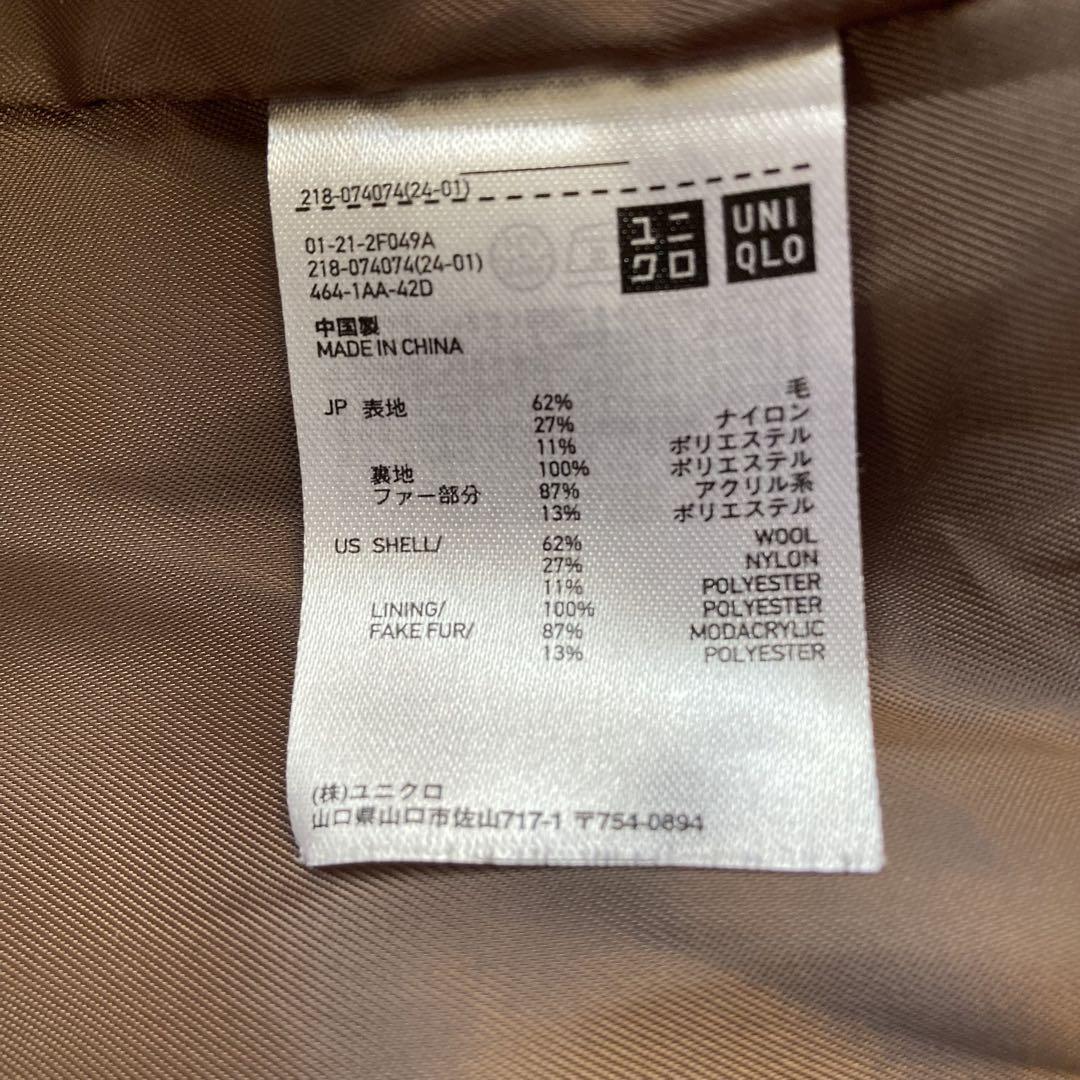 218-074074(24-01)
ユニクロ
UNIQLO
01-21-2F049A
218-074074(24-01)
464-1AA-42D
中国製
MADE IN CHINA
JP 表地 62% 毛
27% ナイロン
11% ポリエステル
裏地 100% ポリエステル
ファー部分 87% アクリル系
13% ポリエステル
US SHELL/ 62% WOOL
27% NYLON
11% POLYESTER
LINING/ 100% POLYESTER
FAKE FUR/ 87% MODACRYLIC
13% POLYESTER
(株)ユニクロ
山口県山口市佐山717-1 〒754-0894